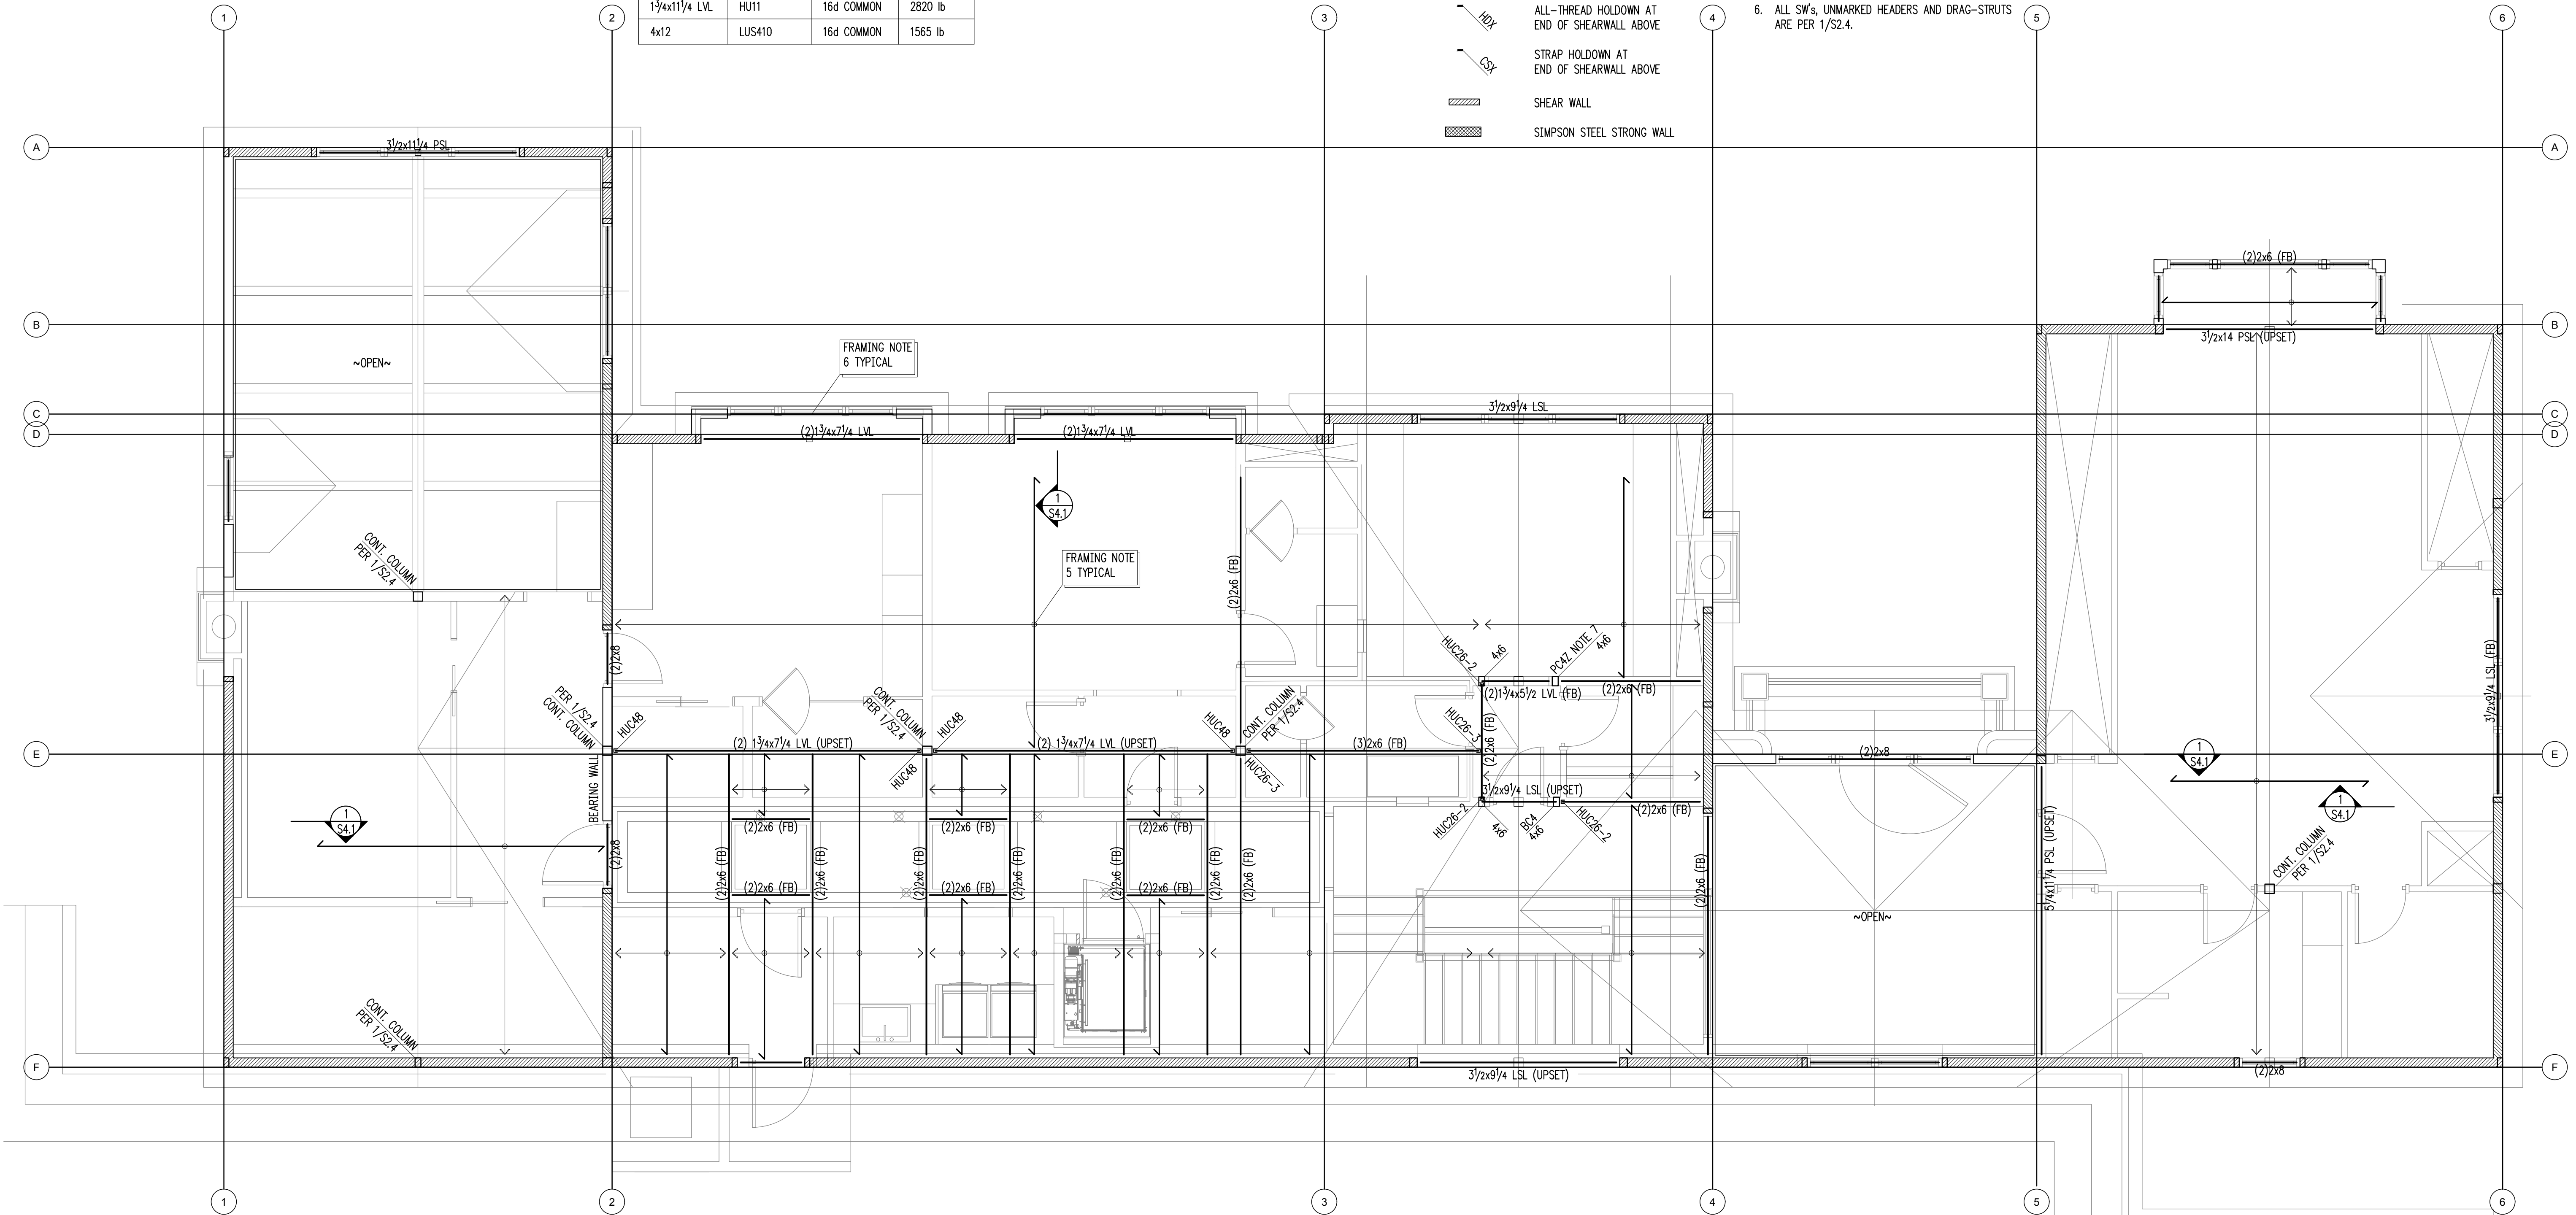 1 3/4x11 1/4 LVL HU11 16d COMMON 2820 lb
4x12 LUS410 16d COMMON 1565 lb
HDX
ALL-THREAD HOLDOWN AT
END OF SHEARWALL ABOVE
CSX
STRAP HOLDOWN AT
END OF SHEARWALL ABOVE
SHEAR WALL
SIMPSON STEEL STRONG WALL
6. ALL SW's, UNMARKED HEADERS AND DRAG-STRUTS
ARE PER 1/S2.4.
1
2
3
4
5
6
A
A
3 1/2x11 1/4 PSL
(2)2x6 (FB)
B
B
3 1/2x14 PSL (UPSET)
FRAMING NOTE
6 TYPICAL
~OPEN~
C
C
3 1/2x9 1/4 LSL
D
D
(2)1 3/4x7 1/4 LVL
(2)1 3/4x7 1/4 LVL
1
S4.1
FRAMING NOTE
5 TYPICAL
CONT. COLUMN
PER 1/S2.4
(2)2x6 (FB)
(2)2x8
HUC26-2
4x6
PC4Z NOTE 7
4x6
(2)1 3/4x5 1/2 LVL (FB)
(2)2x6 (FB)
3 1/2x9 1/4 LSL (FB)
PER 1/S2.4
CONT. COLUMN
HUC48
CONT. COLUMN
PER 1/S2.4
HUC48
HUC48
CONT. COLUMN
PER 1/S2.4
HUC26-3
(2)2x6 (FB)
E
E
(2) 1 3/4x7 1/4 LVL (UPSET)
(2) 1 3/4x7 1/4 LVL (UPSET)
(3)2x6 (FB)
(2)2x8
HUC48
HUC26-3
1
S4.1
BEARING WALL
3 1/2x9 1/4 LSL (UPSET)
1
S4.1
1
S4.1
(2)2x6 (FB)
(2)2x6 (FB)
(2)2x6 (FB)
HUC26-2
4x6
BC4
4x6
HUC26-2
(2)2x6 (FB)
(2)2x8
(2)2x6 (FB)
(2)2x6 (FB)
(2)2x6 (FB)
(2)2x6 (FB)
(2)2x6 (FB)
(2)2x6 (FB)
(2)2x6 (FB)
(2)2x6 (FB)
(2)2x6 (FB)
(2)2x6 (FB)
(2)2x6 (FB)
5 1/4x11 1/4 PSL (UPSET)
CONT. COLUMN
PER 1/S2.4
~OPEN~
CONT. COLUMN
PER 1/S2.4
F
F
3 1/2x9 1/4 LSL (UPSET)
(2)2x8
1
2
3
4
5
6